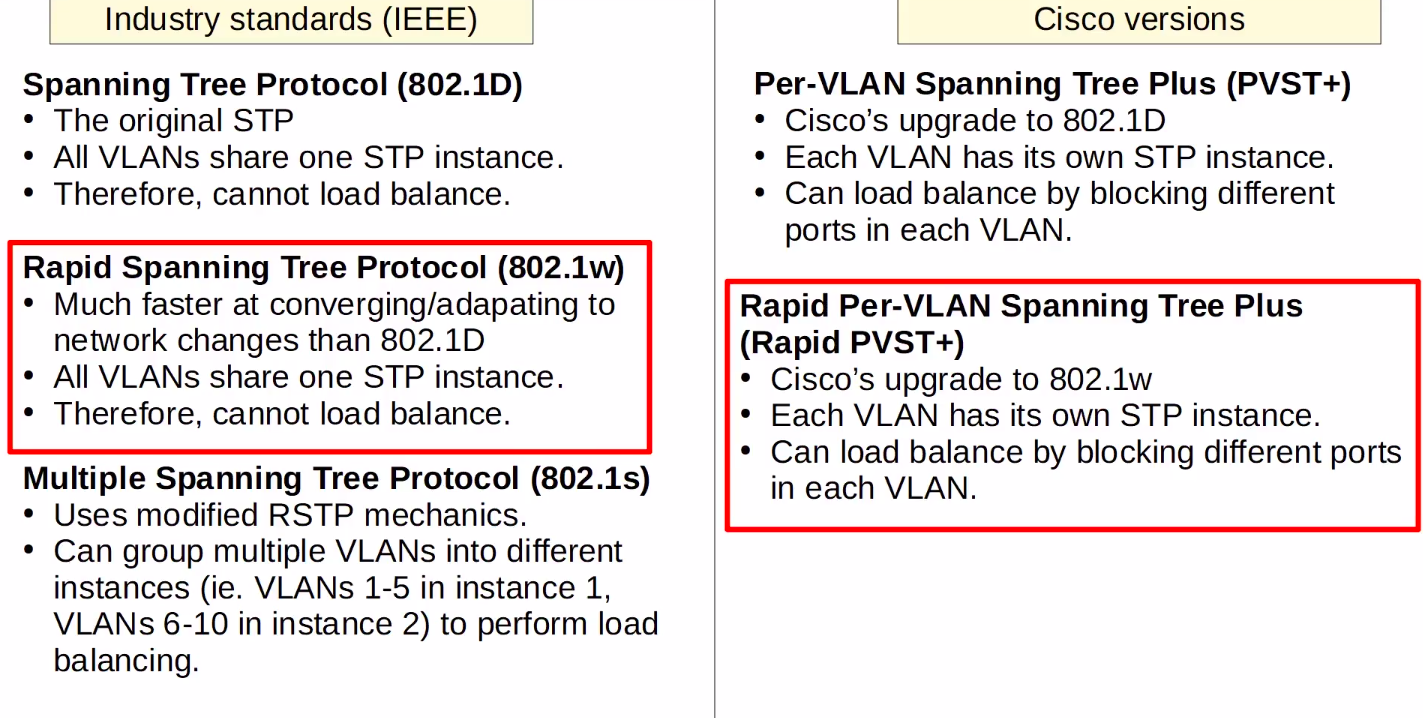 Industry standards (IEEE)
Spanning Tree Protocol (802.1D)
• The original STP
• All VLANs share one STP instance.
• Therefore, cannot load balance.
Rapid Spanning Tree Protocol (802.1w)
• Much faster at converging/adapating to
network changes than 802.1D
• All VLANs share one STP instance.
• Therefore, cannot load balance.
Multiple Spanning Tree Protocol (802.1s)
• Uses modified RSTP mechanics.
• Can group multiple VLANs into different
instances (ie. VLANs 1-5 in instance 1,
VLANs 6-10 in instance 2) to perform load
balancing.
Cisco versions
Per-VLAN Spanning Tree Plus (PVST+)
• Cisco’s upgrade to 802.1D
• Each VLAN has its own STP instance.
• Can load balance by blocking different
ports in each VLAN.
Rapid Per-VLAN Spanning Tree Plus
(Rapid PVST+)
• Cisco’s upgrade to 802.1w
• Each VLAN has its own STP instance.
• Can load balance by blocking different ports
in each VLAN.